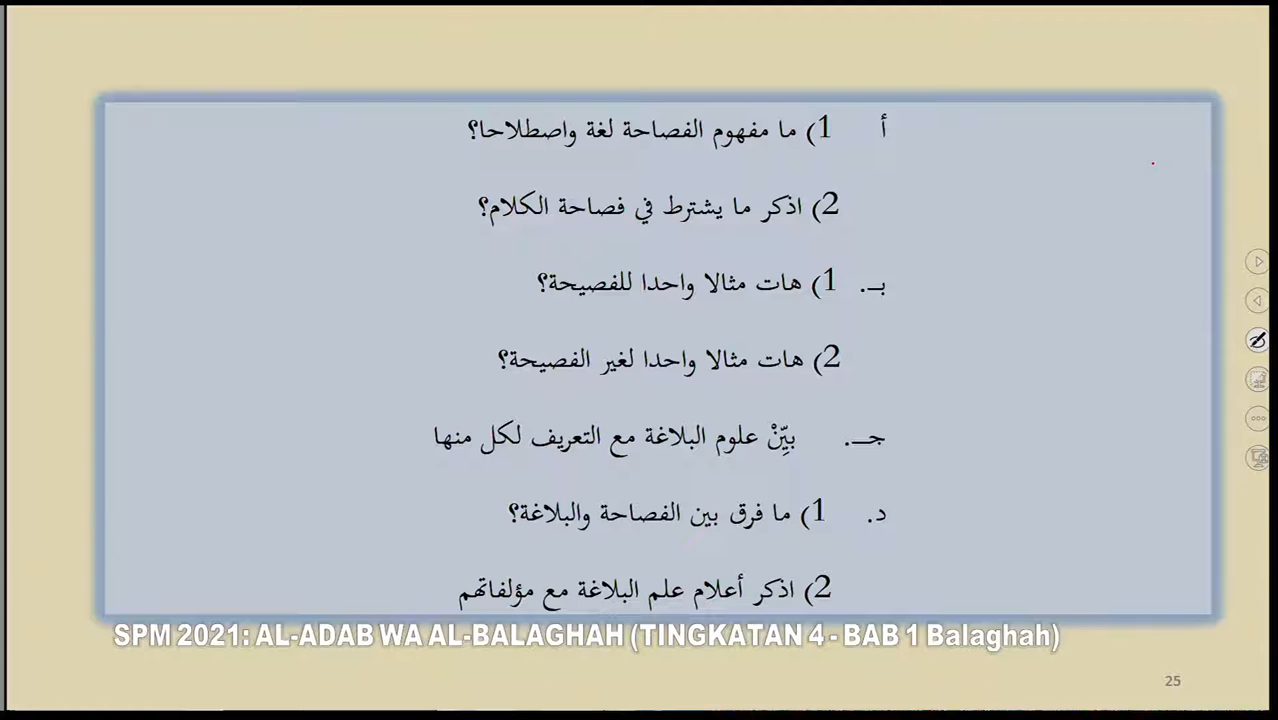 أ 1) ما مفهوم الفصاحة لغة واصطلاحا؟
2) اذكر ما يشترط في فصاحة الكلام؟
بـ. 1) هات مثالا واحدا للفصيحة؟
2) هات مثالا واحدا لغير الفصيحة؟
جـ. بيِّنْ علوم البلاغة مع التعريف لكل منها
د. 1) ما فرق بين الفصاحة والبلاغة؟
2) اذكر أعلام علم البلاغة مع مؤلفاتهم
SPM 2021: AL-ADAB WA AL-BALAGHAH (TINGKATAN 4 - BAB 1 Balaghah)
25